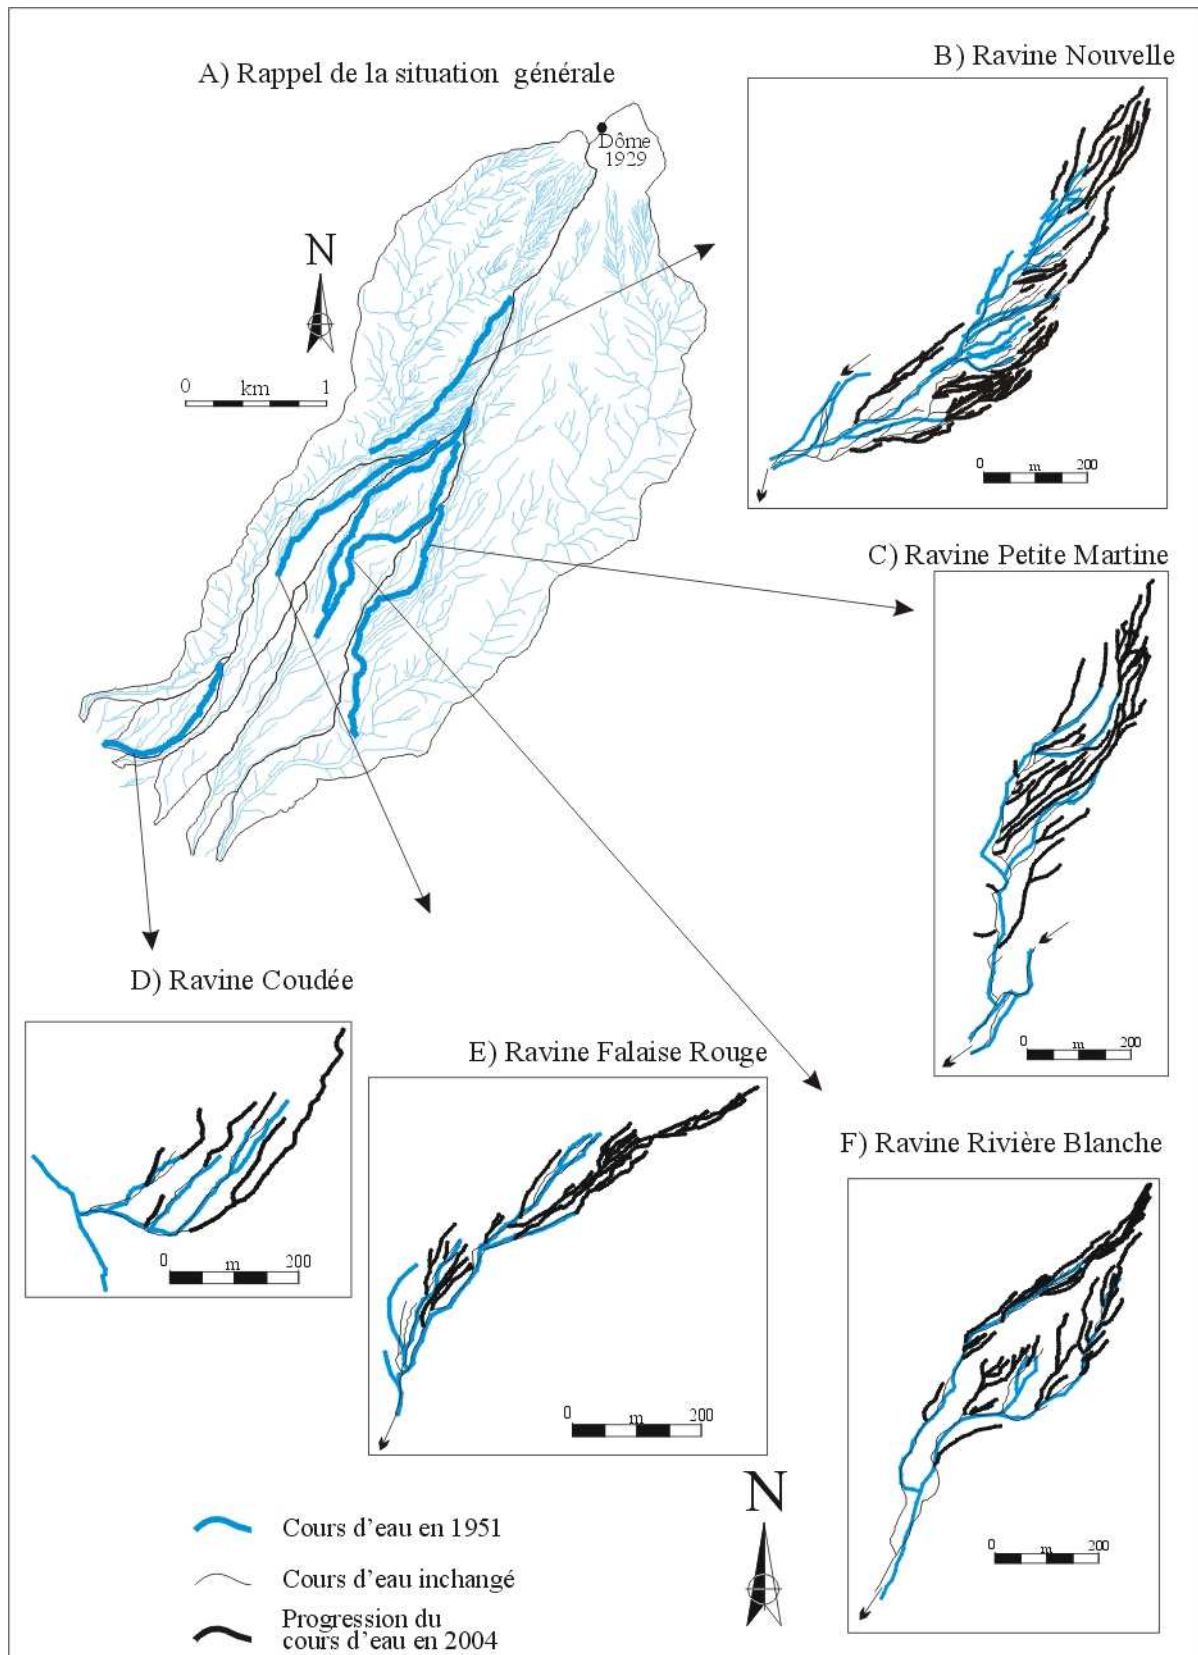 A) Rappel de la situation générale
Dôme
1929
N
0 km 1
B) Ravine Nouvelle
0 m 200
C) Ravine Petite Martine
0 m 200
D) Ravine Coudée
0 m 200
E) Ravine Falaise Rouge
0 m 200
F) Ravine Rivière Blanche
0 m 200
N
Cours d'eau en 1951
Cours d'eau inchangé
Progression du
cours d'eau en 2004